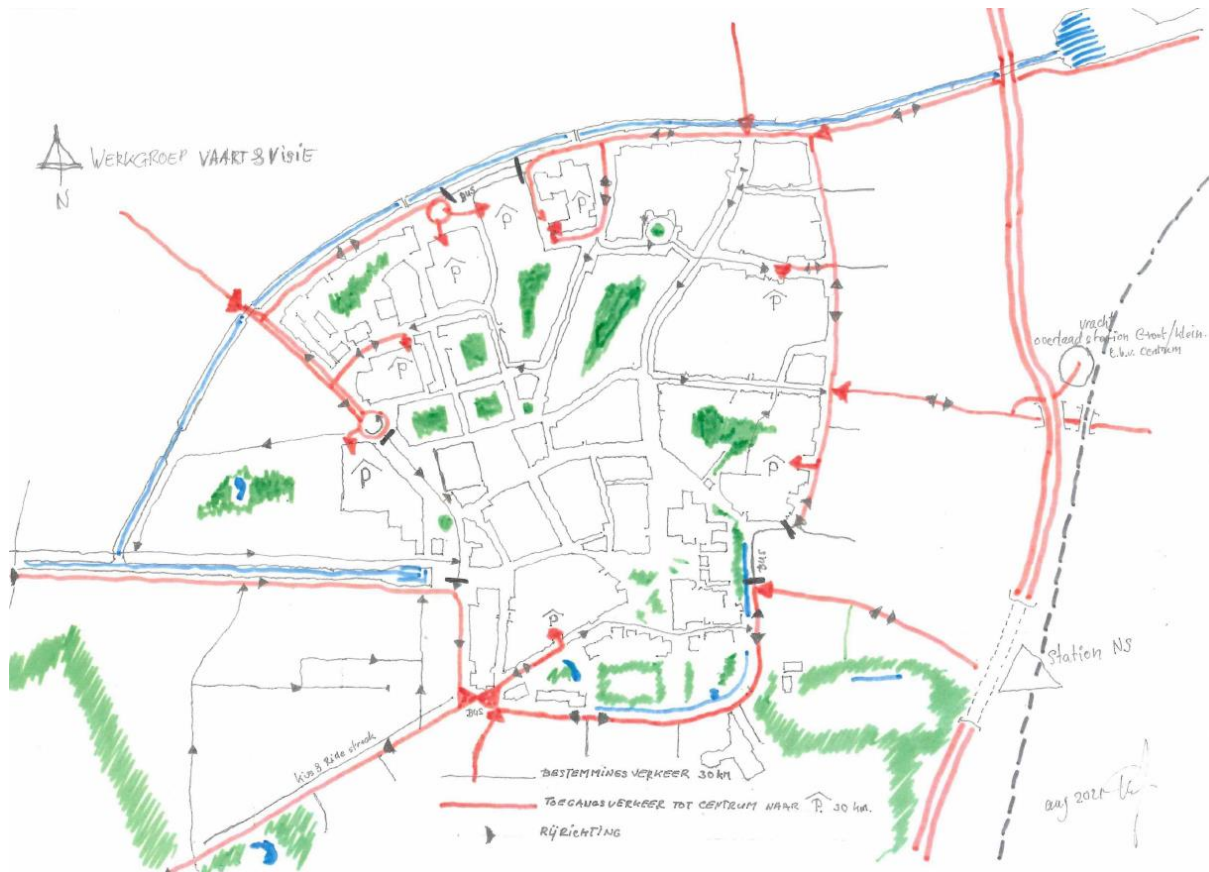 WERKGROEP VAART & VISIE
N
BUS
P
P
P
P
P
vracht
overlaadstation Groot/klein.
t.b.v. centrum
P
P
P
BUS
P
Station NS
BUS
Kiss & Ride strook
BESTEMMINGSVERKEER 30 KM
TOEGANGSVERKEER TOT CENTRUM NAAR P 30 KM.
RIJRICHTING
aug 2021